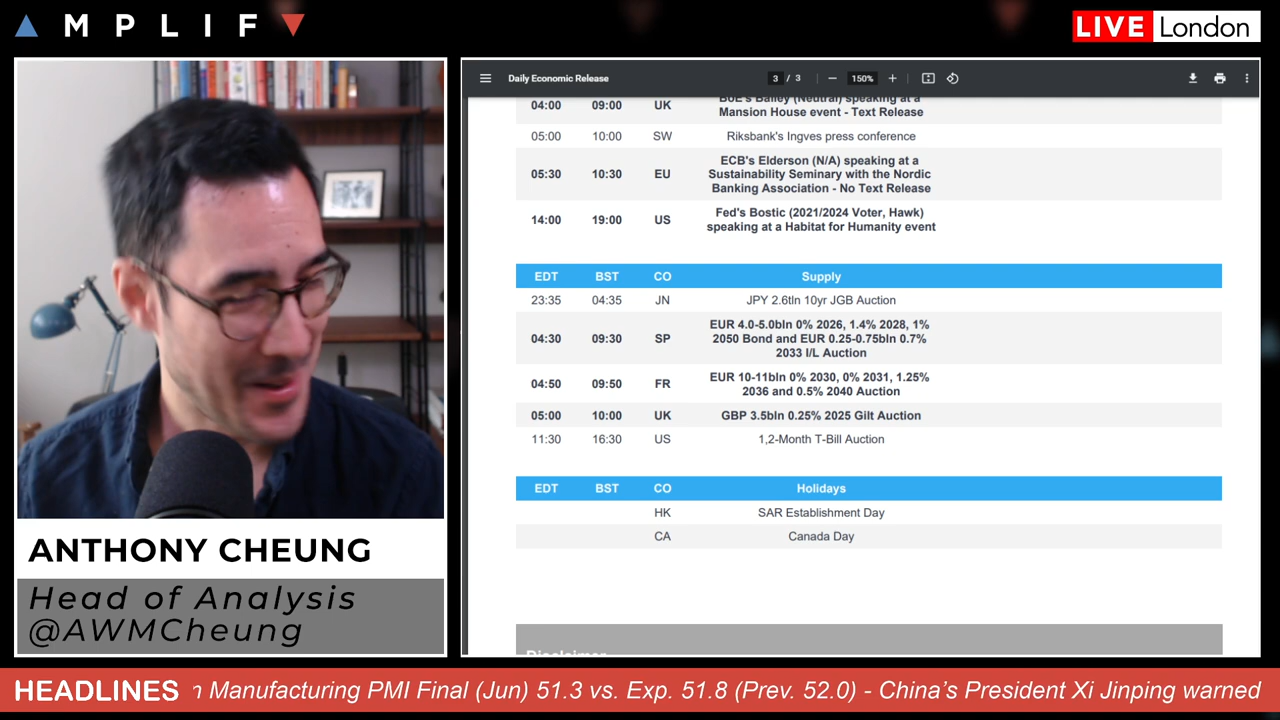 AMPLIFY
LIVE London
Daily Economic Release
3 / 3
150%
04:00 09:00 UK BoE's Bailey (Neutral) speaking at a
Mansion House event - Text Release
05:00 10:00 SW Riksbank's Ingves press conference
05:30 10:30 EU ECB's Elderson (N/A) speaking at a
Sustainability Seminary with the Nordic
Banking Association - No Text Release
14:00 19:00 US Fed's Bostic (2021/2024 Voter, Hawk)
speaking at a Habitat for Humanity event
EDT BST CO Supply
23:35 04:35 JN JPY 2.6tln 10yr JGB Auction
04:30 09:30 SP EUR 4.0-5.0bln 0% 2026, 1.4% 2028, 1%
2050 Bond and EUR 0.25-0.75bln 0.7%
2033 I/L Auction
04:50 09:50 FR EUR 10-11bln 0% 2030, 0% 2031, 1.25%
2036 and 0.5% 2040 Auction
05:00 10:00 UK GBP 3.5bln 0.25% 2025 Gilt Auction
11:30 16:30 US 1,2-Month T-Bill Auction
EDT BST CO Holidays
HK SAR Establishment Day
CA Canada Day
Disclaimer
ANTHONY CHEUNG
Head of Analysis
@AWMCheung
HEADLINES n Manufacturing PMI Final (Jun) 51.3 vs. Exp. 51.8 (Prev. 52.0) - China's President Xi Jinping warned